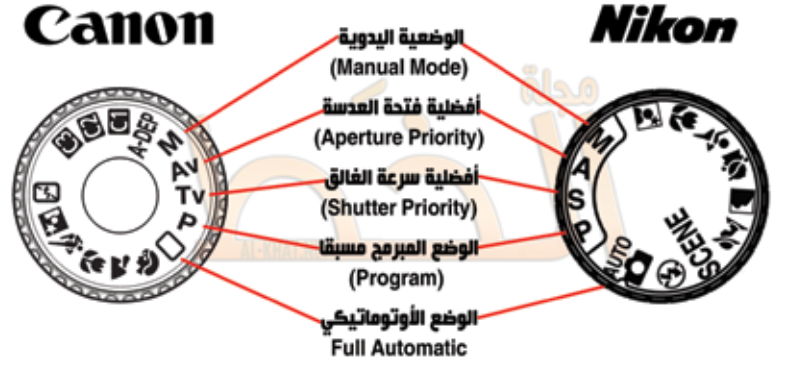 Canon
Nikon
الوضعية اليدوية
(Manual Mode)
أفضلية فتحة العدسة
(Aperture Priority)
أفضلية سرعة الغالق
(Shutter Priority)
الوضع المبرمج مسبقا
(Program)
الوضع الأوتوماتيكي
Full Automatic
A-DEP
M
Av
Tv
P
M
A
S
P
AUTO
SCENE
مجلة